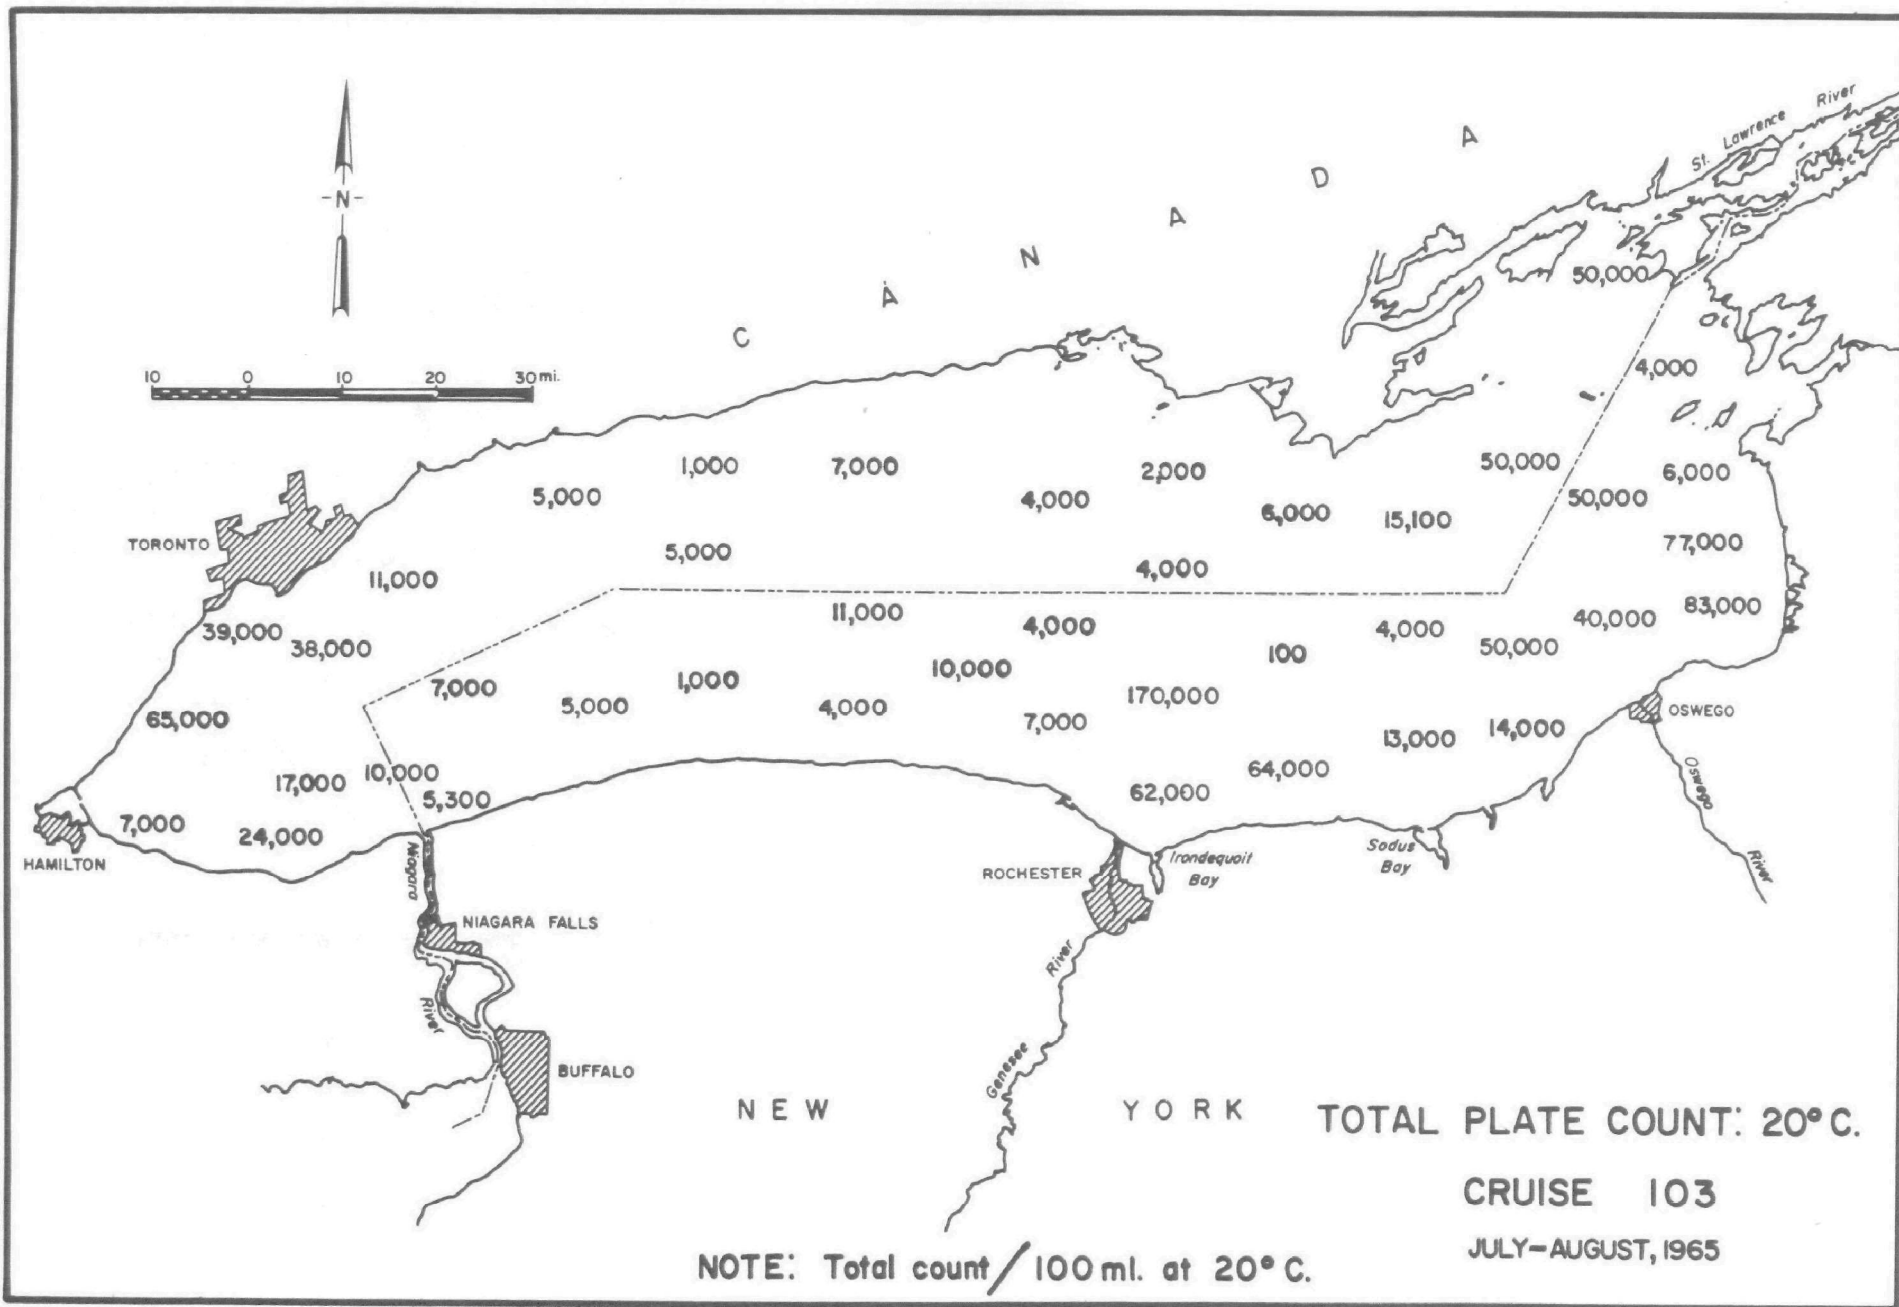 St. Lawrence River
C A N A D A
-N-
10 0 10 20 30 mi.
50,000
4,000
1,000 7,000 2,000 50,000 6,000
5,000 4,000 6,000 15,100 50,000
TORONTO
5,000 4,000 77,000
11,000
11,000 4,000 4,000 40,000 83,000
39,000 38,000 100 50,000
7,000 1,000 10,000 170,000
65,000 5,000 4,000 7,000 13,000 14,000 OSWEGO
17,000 10,000 5,300 62,000 64,000
7,000 24,000
HAMILTON
Niagara River
NIAGARA FALLS
BUFFALO
ROCHESTER
Irondequoit Bay
Sodus Bay
Oswego River
Genesee River
NEW YORK
TOTAL PLATE COUNT: 20° C.
CRUISE 103
JULY-AUGUST, 1965
NOTE: Total count / 100 ml. at 20° C.